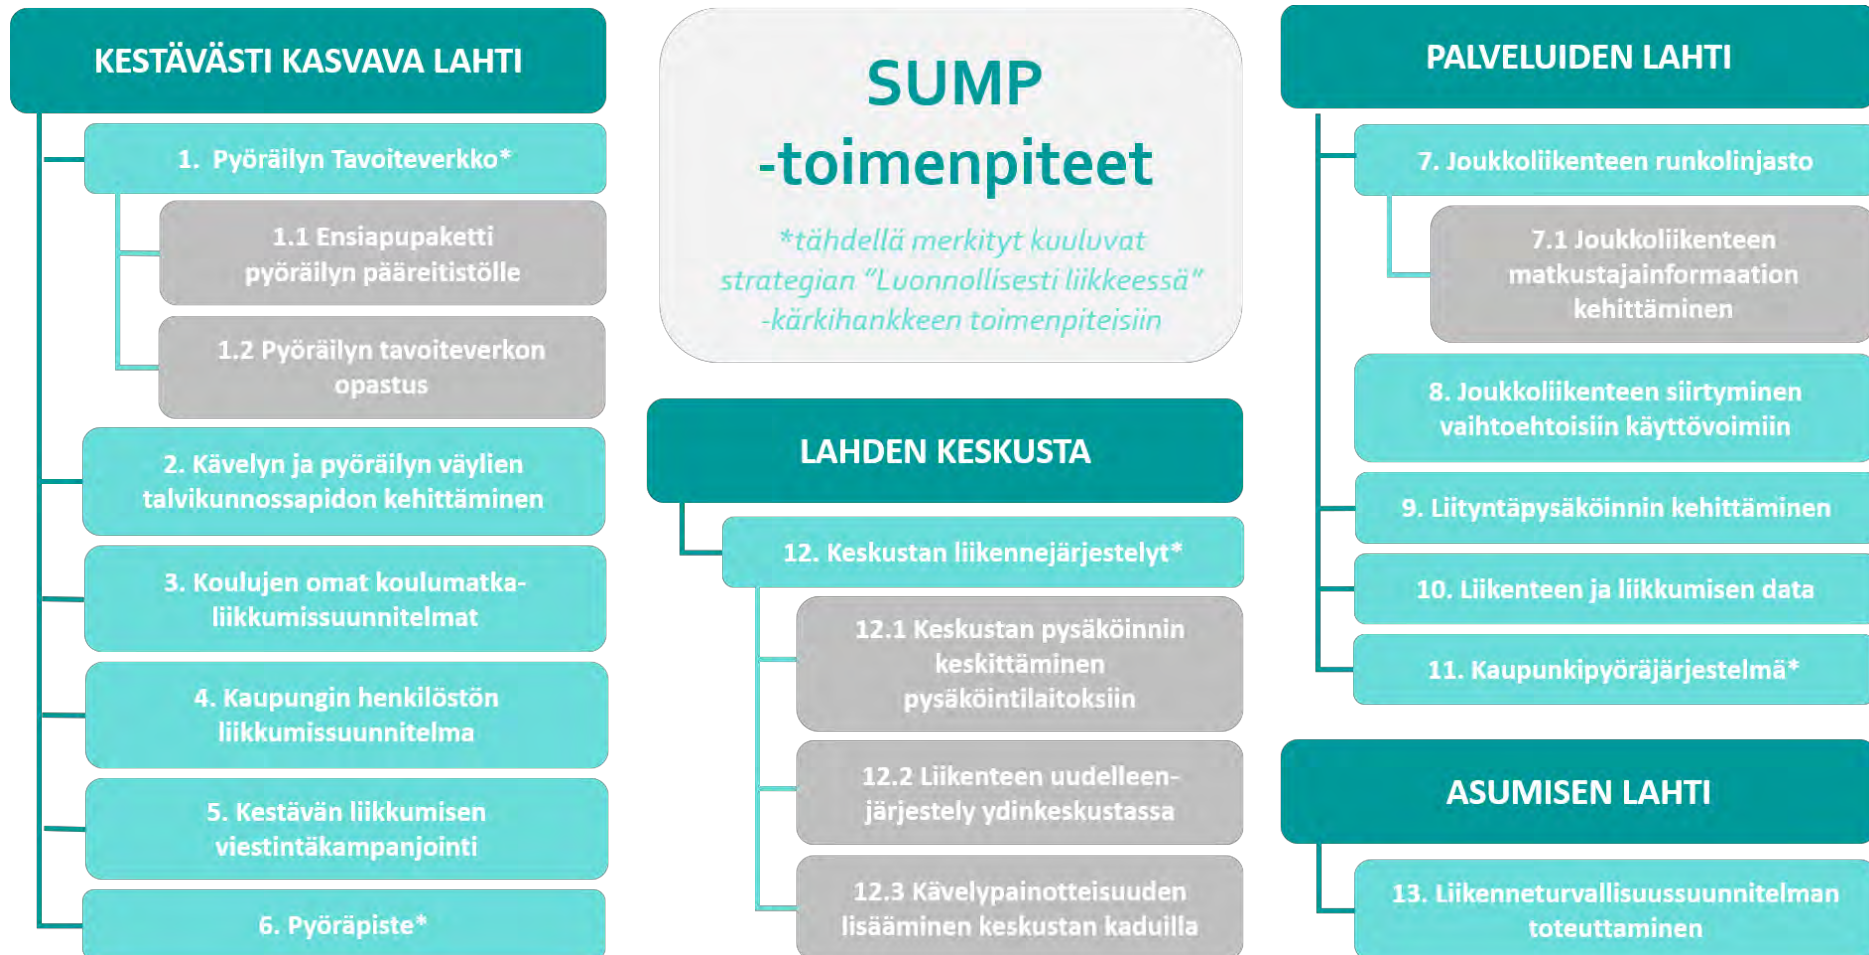 KESTÄVÄSTI KASVAVA LAHTI
1. Pyöräilyn Tavoiteverkko*
1.1 Ensiapupaketti
pyöräilyn pääreitistölle
1.2 Pyöräilyn tavoiteverkon
opastus
2. Kävelyn ja pyöräilyn väylien
talvikunnossapidon kehittäminen
3. Koulujen omat koulumatka-
liikkumissuunnitelmat
4. Kaupungin henkilöstön
liikkumissuunnitelma
5. Kestävän liikkumisen
viestintäkampanjointi
6. Pyöräpiste*
SUMP
-toimenpiteet
*tähdellä merkityt kuuluvat
strategian "Luonnollisesti liikkeessä"
-kärkihankkeen toimenpiteisiin
LAHDEN KESKUSTA
12. Keskustan liikennejärjestelyt*
12.1 Keskustan pysäköinnin
keskittäminen
pysäköintilaitoksiin
12.2 Liikenteen uudelleen-
järjestely ydinkeskustassa
12.3 Kävelypainotteisuuden
lisääminen keskustan kaduilla
PALVELUIDEN LAHTI
7. Joukkoliikenteen runkolinjasto
7.1 Joukkoliikenteen
matkustajainformaation
kehittäminen
8. Joukkoliikenteen siirtyminen
vaihtoehtoisiin käyttövoimiin
9. Liityntäpysäköinnin kehittäminen
10. Liikenteen ja liikkumisen data
11. Kaupunkipyöräjärjestelmä*
ASUMISEN LAHTI
13. Liikenneturvallisuussuunnitelman
toteuttaminen